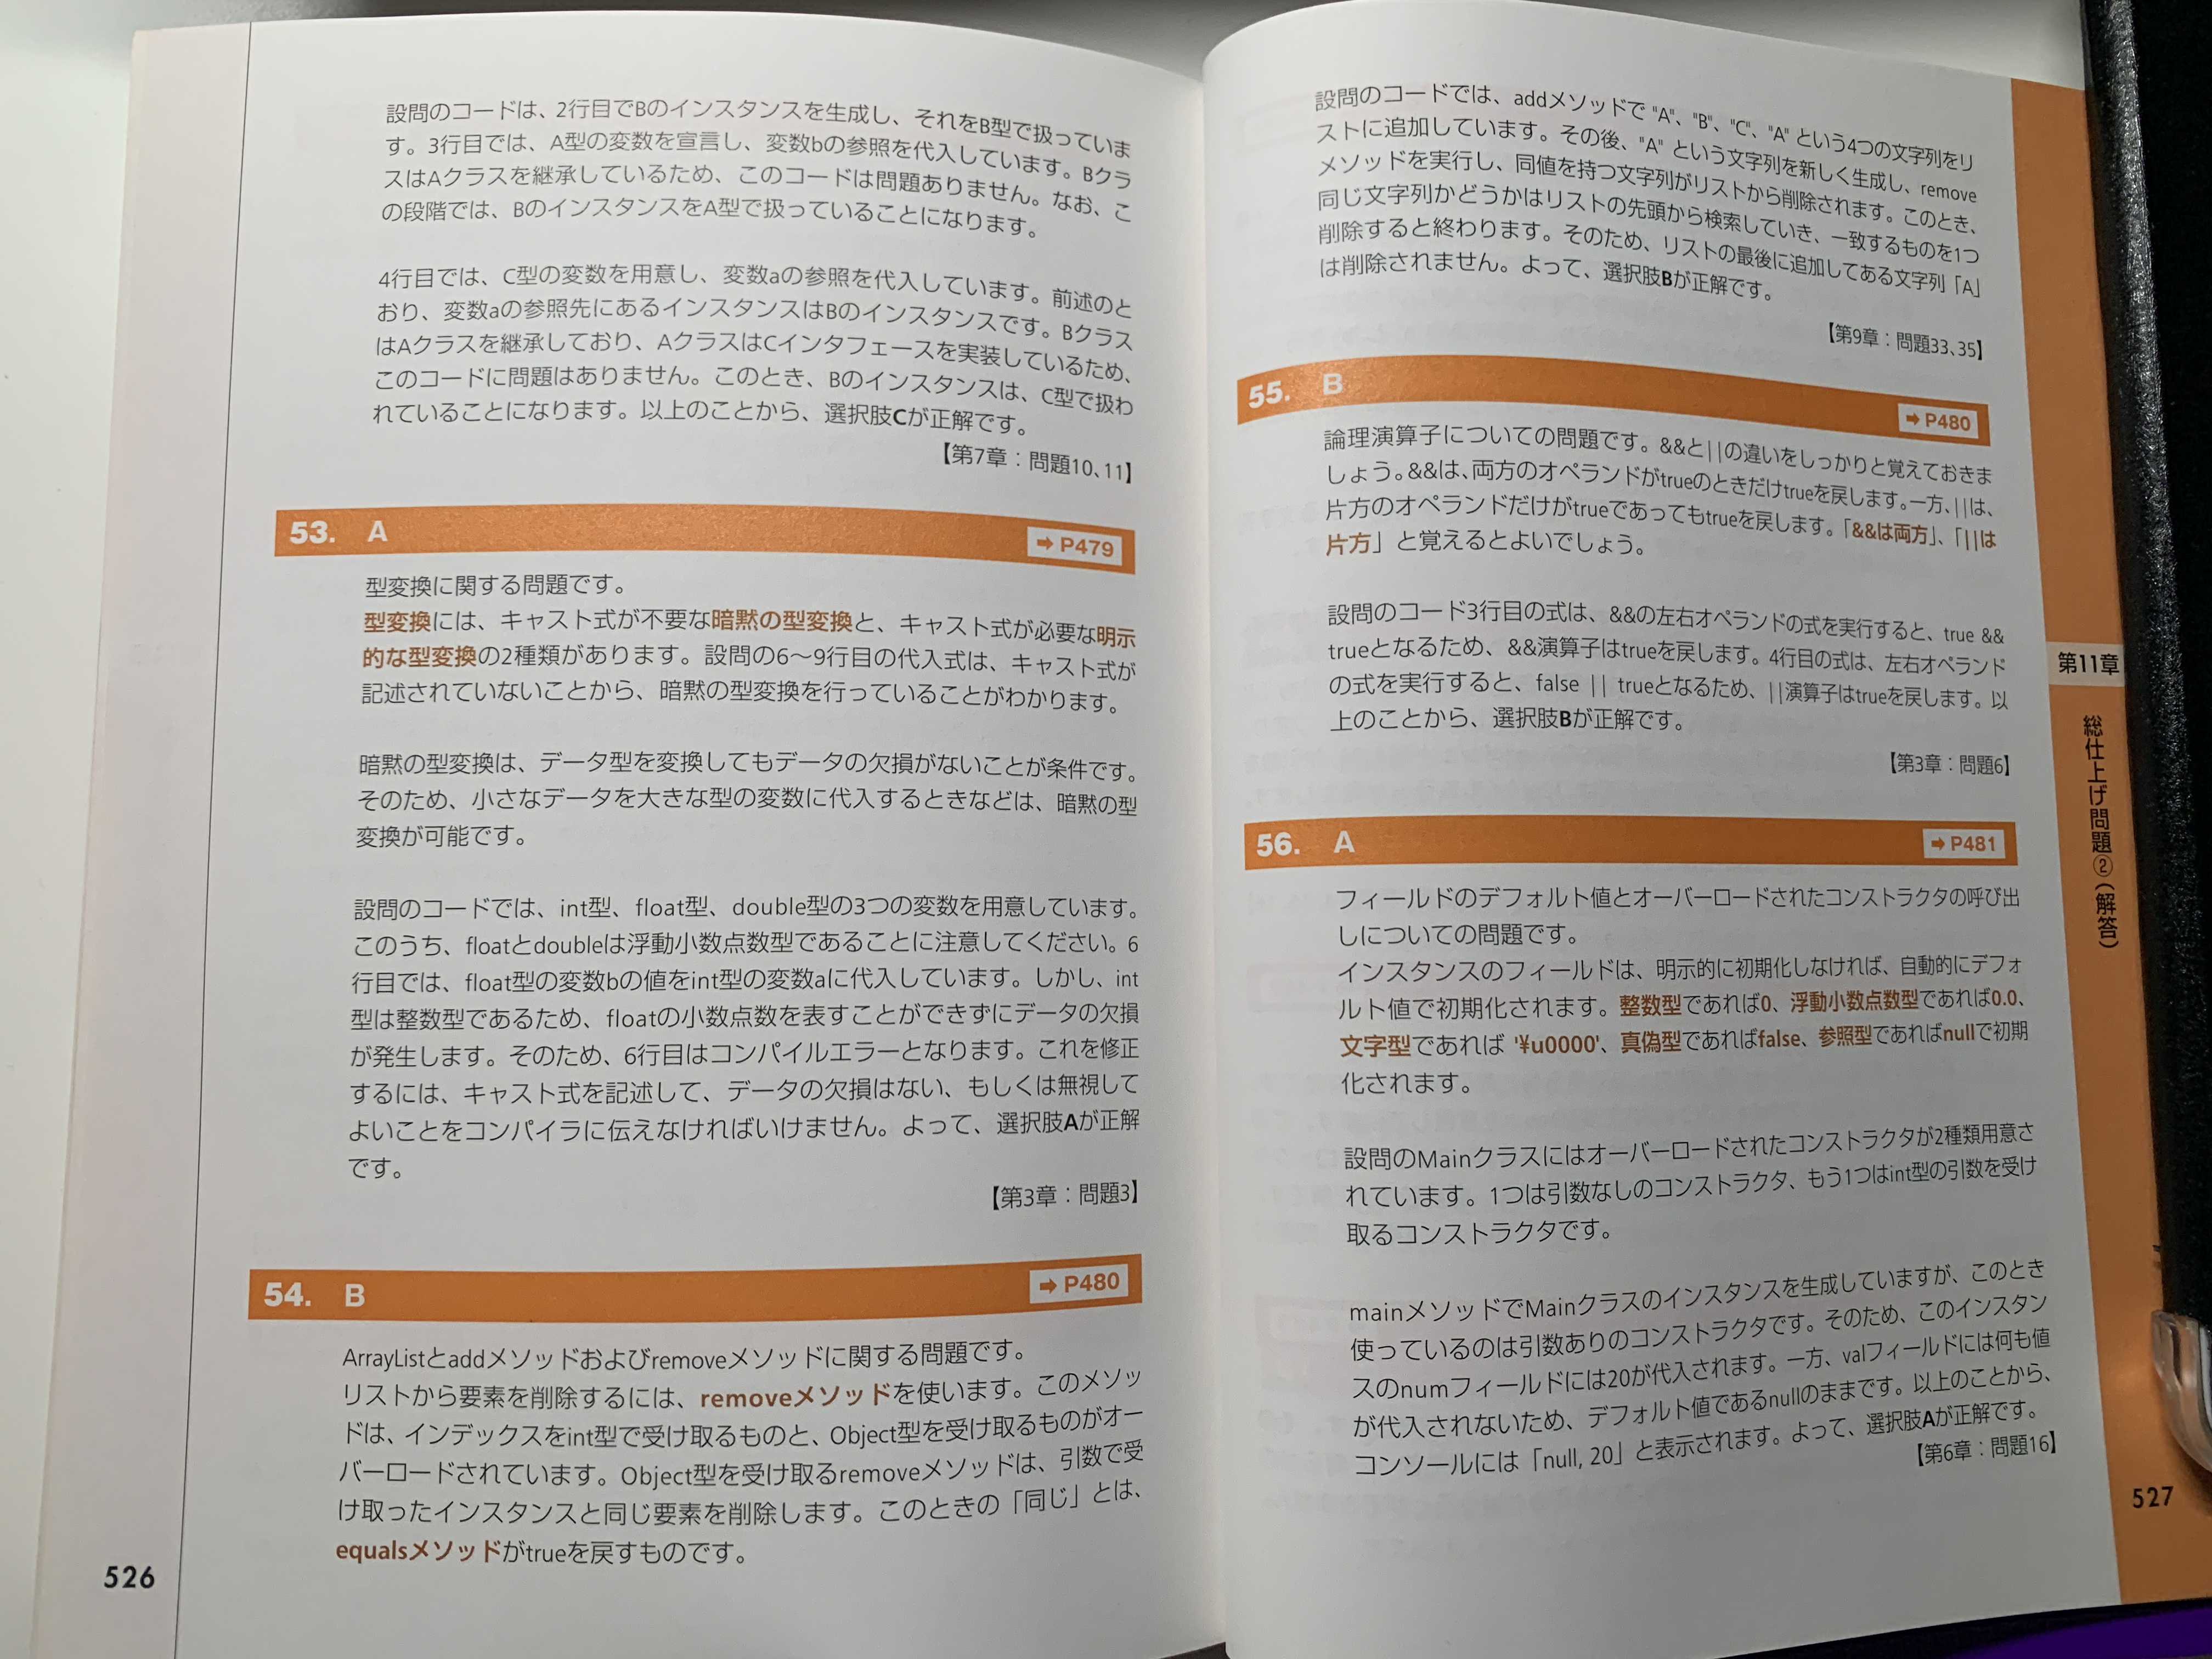 設問のコードは、2行目でBのインスタンスを生成し、それをB型で扱っていま
す。3行目では、A型の変数を宣言し、変数bの参照を代入しています。Bクラ
スはAクラスを継承しているため、このコードは問題ありません。なお、こ
の段階では、BのインスタンスをA型で扱っていることになります。
4行目では、C型の変数を用意し、変数aの参照を代入しています。前述のと
おり、変数aの参照先にあるインスタンスはBのインスタンスです。Bクラス
はAクラスを継承しており、AクラスはCインタフェースを実装しているため、
このコードに問題はありません。このとき、Bのインスタンスは、C型で扱わ
れていることになります。以上のことから、選択肢Cが正解です。
【第7章：問題10、11】
53. A ➡ P479
型変換に関する問題です。
型変換には、キャスト式が不要な暗黙の型変換と、キャスト式が必要な明示
的な型変換の2種類があります。設問の6〜9行目の代入式は、キャスト式が
記述されていないことから、暗黙の型変換を行っていることがわかります。
暗黙の型変換は、データ型を変換してもデータの欠損がないことが条件です。
そのため、小さなデータを大きな型の変数に代入するときなどは、暗黙の型
変換が可能です。
設問のコードでは、int型、float型、double型の3つの変数を用意しています。
このうち、floatとdoubleは浮動小数点数型であることに注意してください。6
行目では、float型の変数bの値をint型の変数aに代入しています。しかし、int
型は整数型であるため、floatの小数点数を表すことができずにデータの欠損
が発生します。そのため、6行目はコンパイルエラーとなります。これを修正
するには、キャスト式を記述して、データの欠損はない、もしくは無視して
よいことをコンパイラに伝えなければいけません。よって、選択肢Aが正解
です。
【第3章：問題3】
54. B ➡ P480
ArrayListとaddメソッドおよびremoveメソッドに関する問題です。
リストから要素を削除するには、removeメソッドを使います。このメソッ
ドは、インデックスをint型で受け取るものと、Object型を受け取るものがオー
バーロードされています。Object型を受け取るremoveメソッドは、引数で受
け取ったインスタンスと同じ要素を削除します。このときの「同じ」とは、
equalsメソッドがtrueを戻すものです。
526
設問のコードでは、addメソッドで "A"、"B"、"C"、"A" という4つの文字列をリ
ストに追加しています。その後、"A" という文字列を新しく生成し、remove
メソッドを実行し、同値を持つ文字列がリストから削除されます。このとき、
同じ文字列かどうかはリストの先頭から検索していき、一致するものを1つ
削除すると終わります。そのため、リストの最後に追加してある文字列「A」
は削除されません。よって、選択肢Bが正解です。
【第9章：問題33、35】
55. B ➡ P480
論理演算子についての問題です。&&と||の違いをしっかりと覚えておきま
しょう。&&は、両方のオペランドがtrueのときだけtrueを戻します。一方、||は、
片方のオペランドだけがtrueであってもtrueを戻します。「&&は両方」、「||は
片方」と覚えるとよいでしょう。
設問のコード3行目の式は、&&の左右オペランドの式を実行すると、true &&
trueとなるため、&&演算子はtrueを戻します。4行目の式は、左右オペランド
の式を実行すると、false || trueとなるため、||演算子はtrueを戻します。以
上のことから、選択肢Bが正解です。
【第3章：問題6】
56. A ➡ P481
フィールドのデフォルト値とオーバーロードされたコンストラクタの呼び出
しについての問題です。
インスタンスのフィールドは、明示的に初期化しなければ、自動的にデフォ
ルト値で初期化されます。整数型であれば0、浮動小数点数型であれば0.0、
文字型であれば '¥u0000'、真偽型であればfalse、参照型であればnullで初期
化されます。
設問のMainクラスにはオーバーロードされたコンストラクタが2種類用意さ
れています。1つは引数なしのコンストラクタ、もう1つはint型の引数を受け
取るコンストラクタです。
mainメソッドでMainクラスのインスタンスを生成していますが、このとき
使っているのは引数ありのコンストラクタです。そのため、このインスタン
スのnumフィールドには20が代入されます。一方、valフィールドには何も値
が代入されないため、デフォルト値であるnullのままです。以上のことから、
コンソールには「null, 20」と表示されます。よって、選択肢Aが正解です。
【第6章：問題16】
第11章
総仕上げ問題②（解答）
527